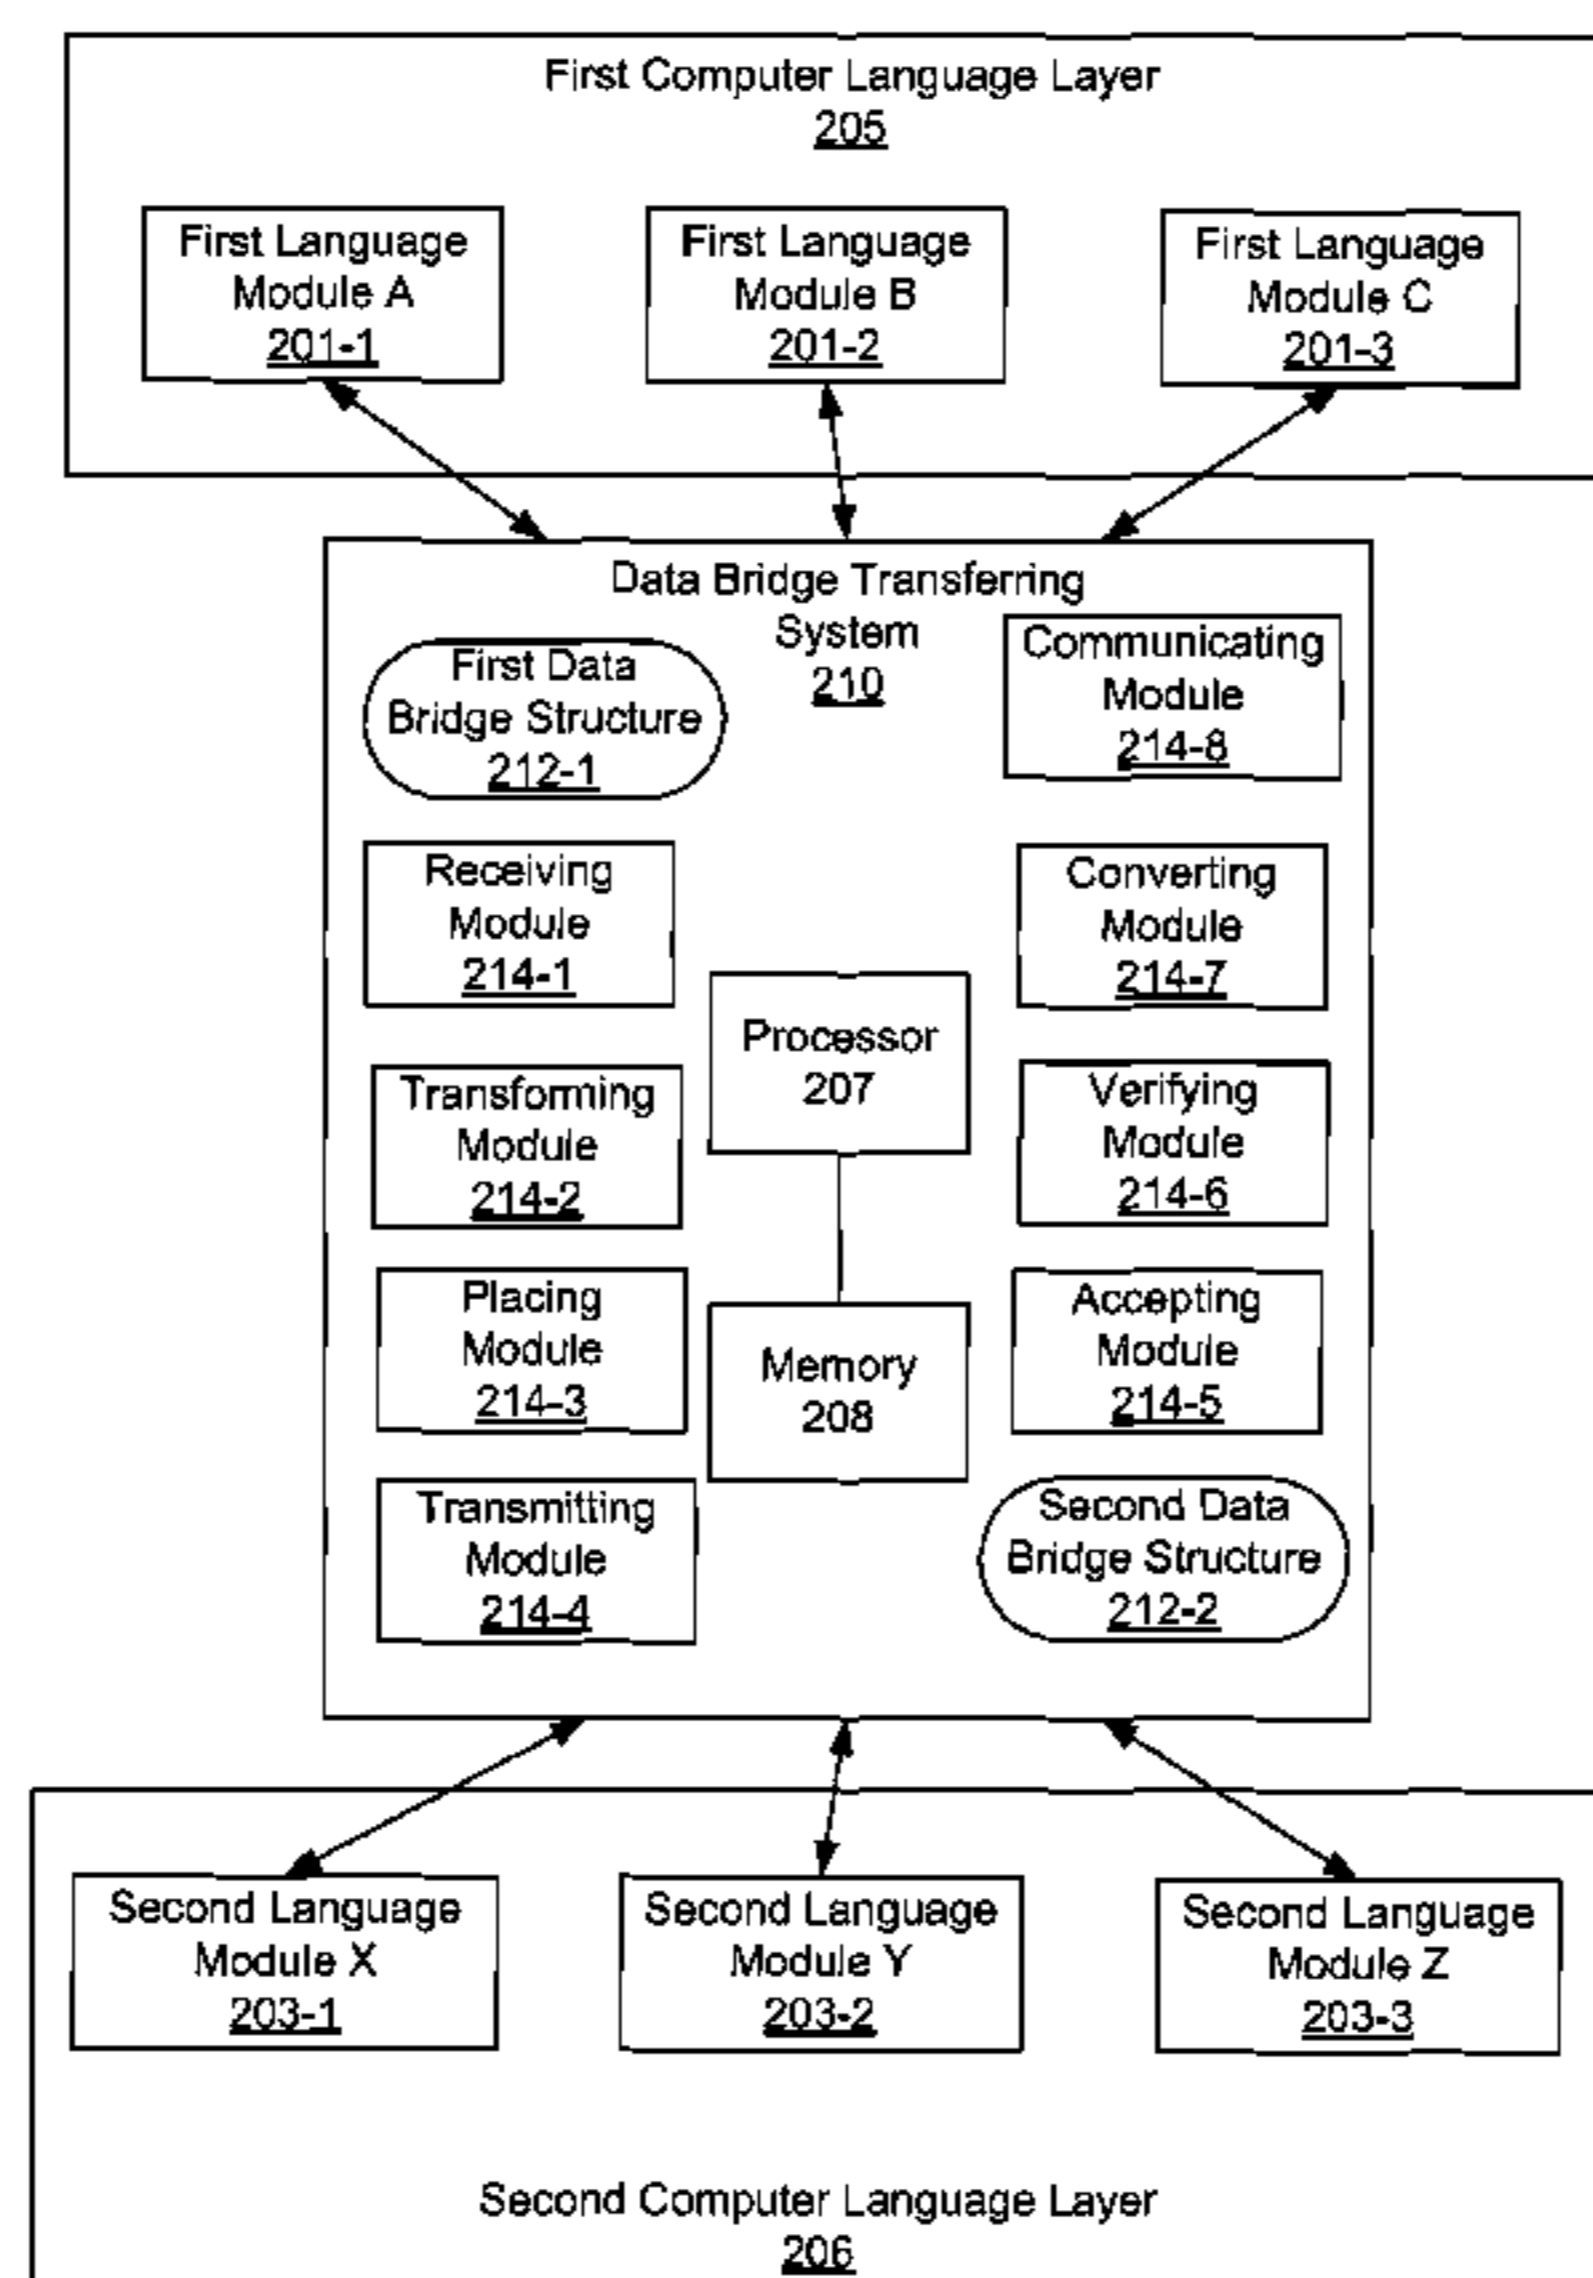 First Computer Language Layer
205
First Language
Module A
201-1
First Language
Module B
201-2
First Language
Module C
201-3
Data Bridge Transferring
System
210
First Data
Bridge Structure
212-1
Communicating
Module
214-8
Receiving
Module
214-1
Converting
Module
214-7
Processor
207
Transforming
Module
214-2
Verifying
Module
214-6
Placing
Module
214-3
Memory
208
Accepting
Module
214-5
Transmitting
Module
214-4
Second Data
Bridge Structure
212-2
Second Language
Module X
203-1
Second Language
Module Y
203-2
Second Language
Module Z
203-3
Second Computer Language Layer
206